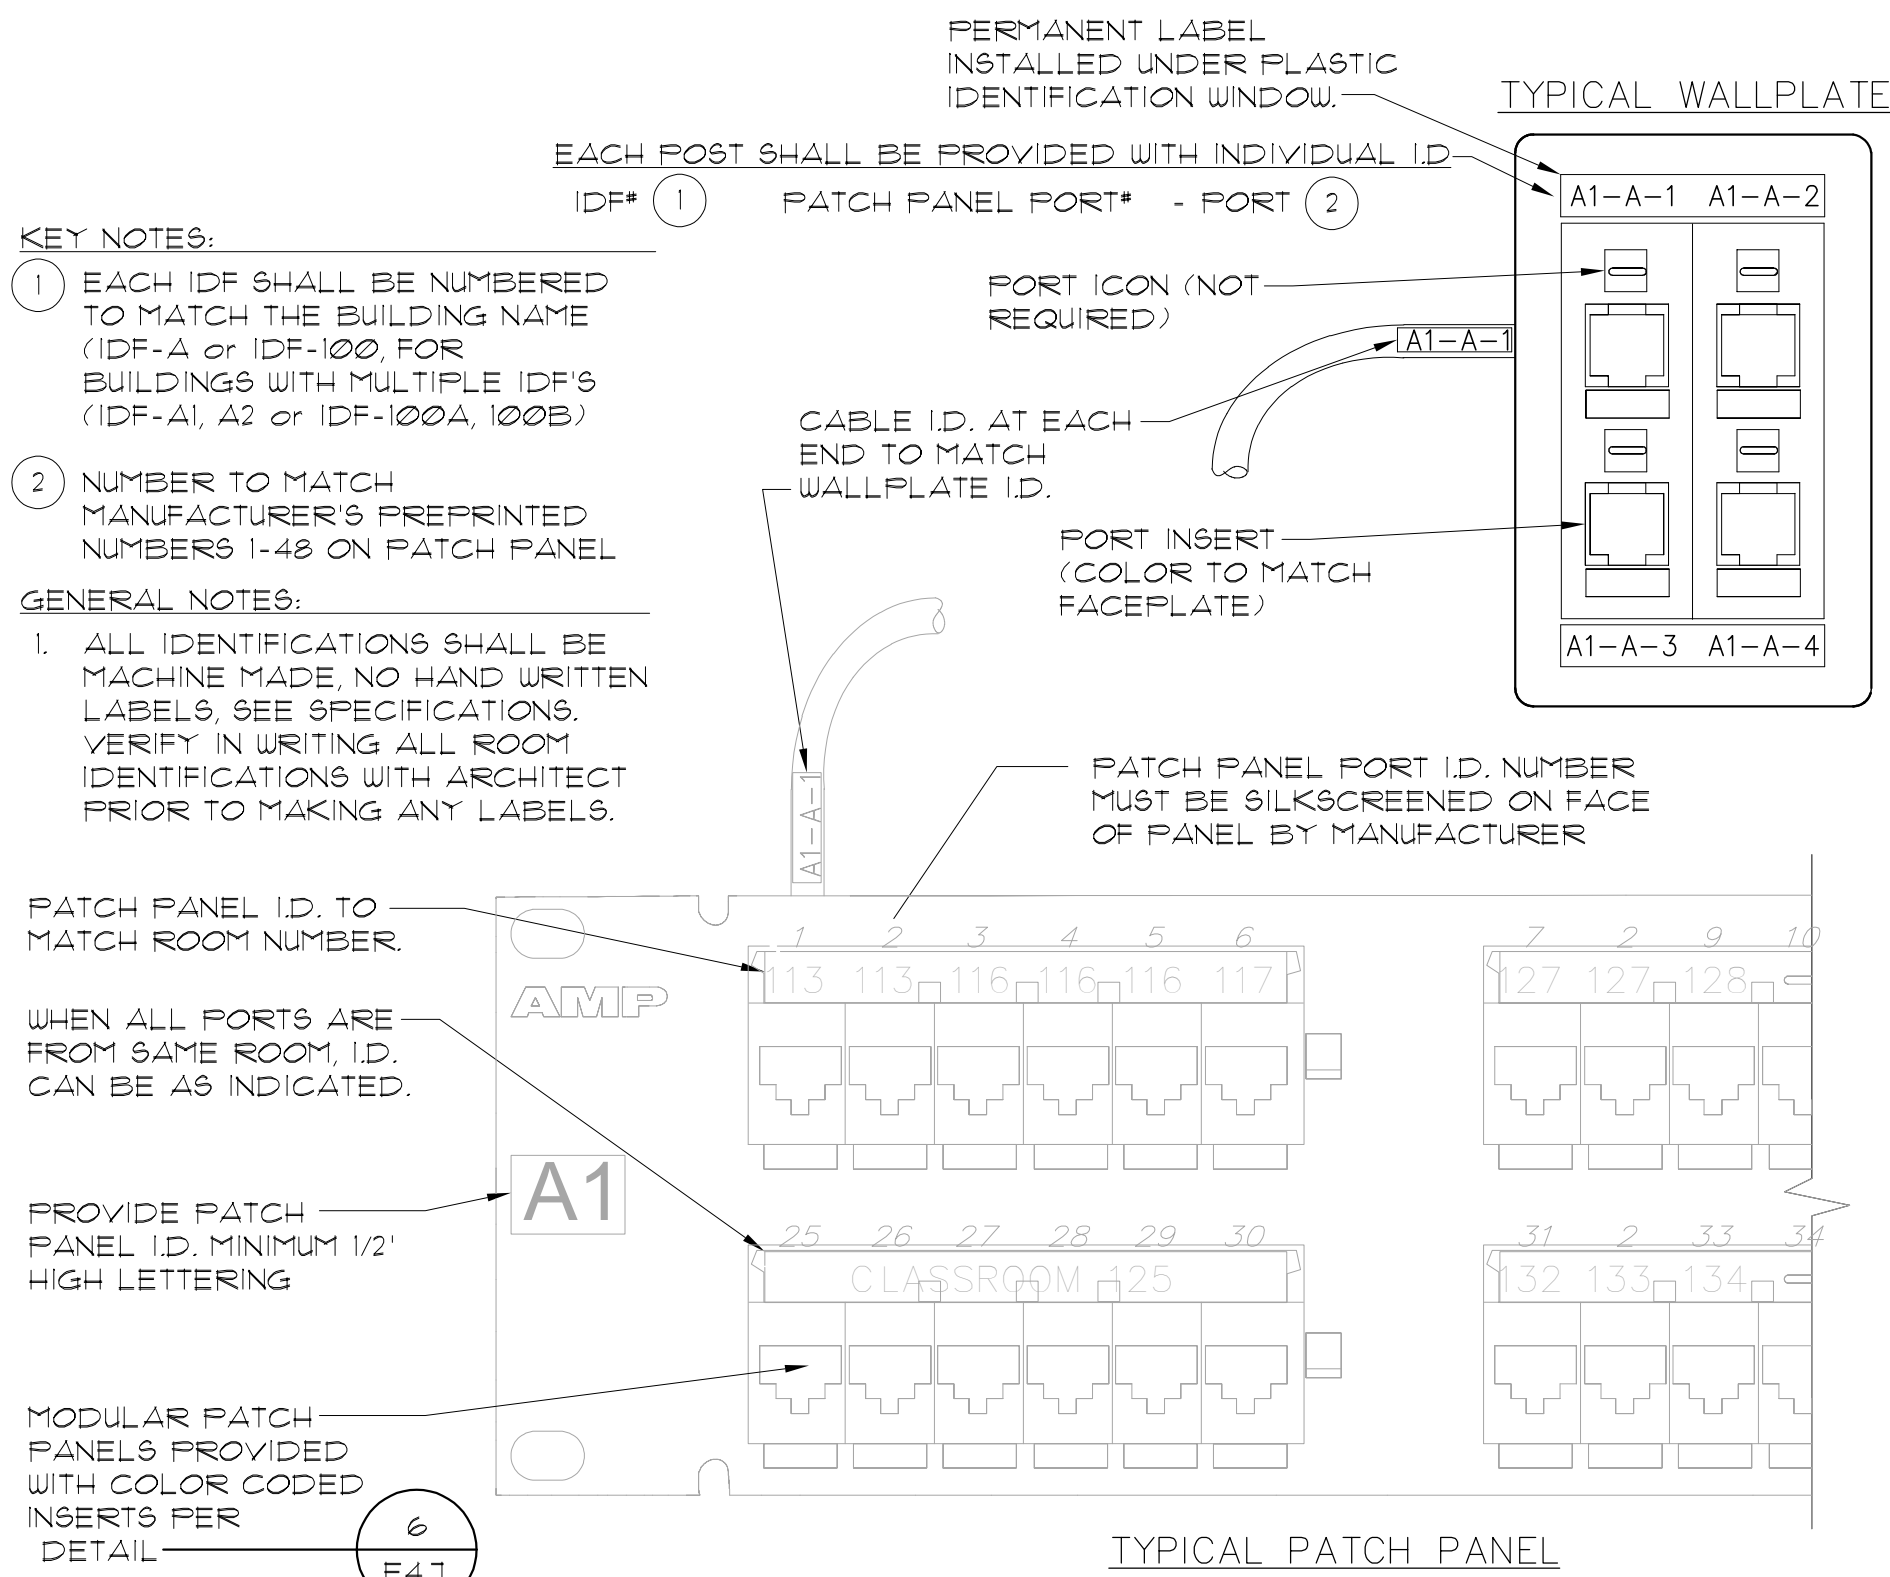 PERMANENT LABEL
INSTALLED UNDER PLASTIC
IDENTIFICATION WINDOW.
TYPICAL WALLPLATE
EACH POST SHALL BE PROVIDED WITH INDIVIDUAL I.D
IDF# 1 PATCH PANEL PORT# - PORT 2
A1-A-1 A1-A-2
KEY NOTES:
1 EACH IDF SHALL BE NUMBERED
TO MATCH THE BUILDING NAME
(IDF-A or IDF-100, FOR
BUILDINGS WITH MULTIPLE IDF'S
(IDF-A1, A2 or IDF-100A, 100B)
2 NUMBER TO MATCH
MANUFACTURER'S PREPRINTED
NUMBERS 1-48 ON PATCH PANEL
GENERAL NOTES:
1. ALL IDENTIFICATIONS SHALL BE
MACHINE MADE, NO HAND WRITTEN
LABELS, SEE SPECIFICATIONS.
VERIFY IN WRITING ALL ROOM
IDENTIFICATIONS WITH ARCHITECT
PRIOR TO MAKING ANY LABELS.
PORT ICON (NOT
REQUIRED)
A1-A-1
CABLE I.D. AT EACH
END TO MATCH
WALLPLATE I.D.
PORT INSERT
(COLOR TO MATCH
FACEPLATE)
A1-A-3 A1-A-4
A1-A-1
PATCH PANEL PORT I.D. NUMBER
MUST BE SILKSCREENED ON FACE
OF PANEL BY MANUFACTURER
PATCH PANEL I.D. TO
MATCH ROOM NUMBER.
1 2 3 4 5 6 7 2 9 10
113 113 116 116 116 117 127 127 128
AMP
WHEN ALL PORTS ARE
FROM SAME ROOM, I.D.
CAN BE AS INDICATED.
A1
PROVIDE PATCH
PANEL I.D. MINIMUM 1/2'
HIGH LETTERING
25 26 27 28 29 30 31 2 33 34
CLASSROOM 125 132 133 134
MODULAR PATCH
PANELS PROVIDED
WITH COLOR CODED
INSERTS PER
DETAIL
6
TYPICAL PATCH PANEL